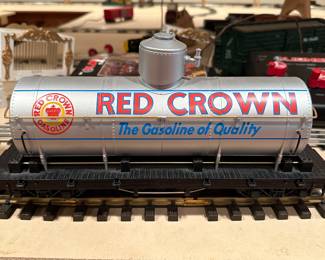 RED CROWN
GASOLINE
RED CROWN
The Gasoline of Quality